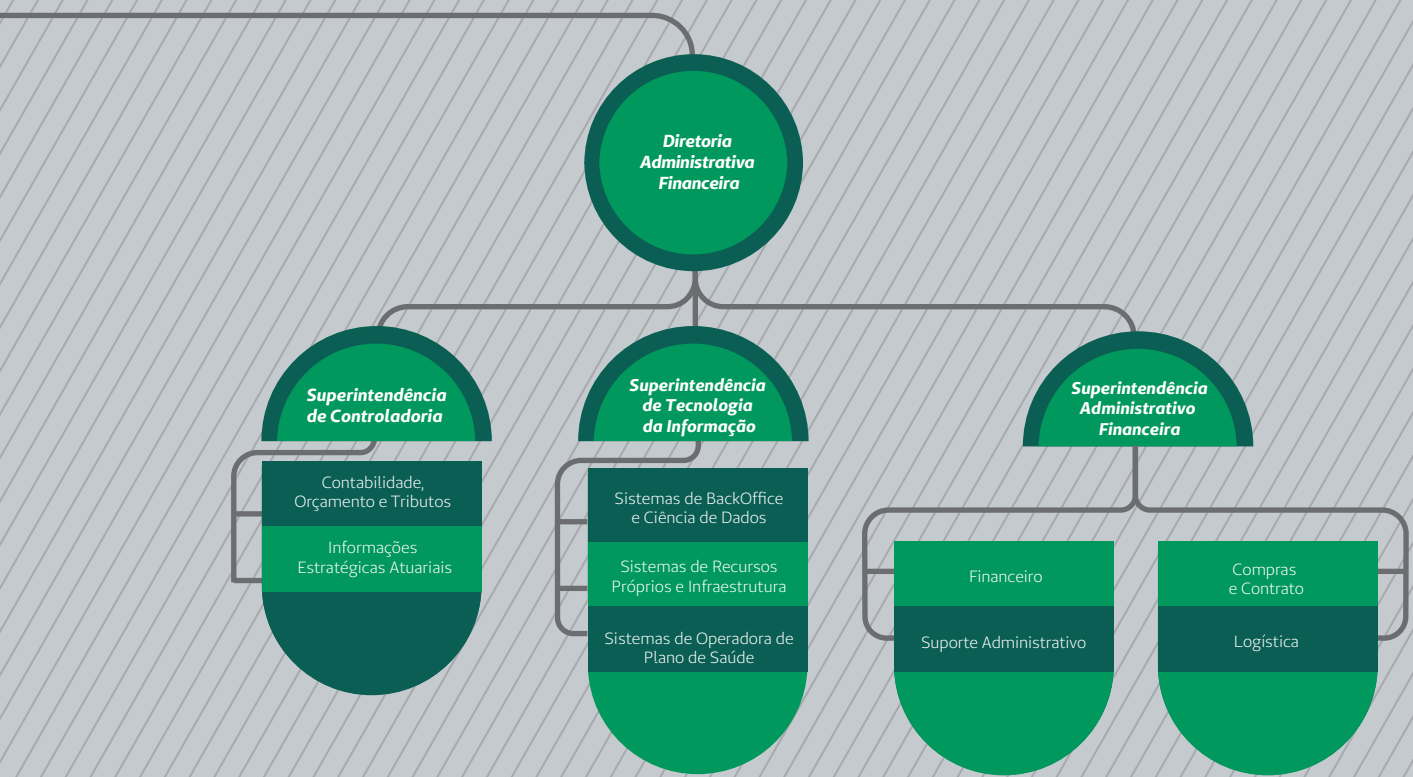 Diretoria
Administrativa
Financeira
Superintendência
de Controladoria
Contabilidade,
Orçamento e Tributos
Informações
Estratégicas Atuariais
Superintendência
de Tecnologia
da Informação
Sistemas de BackOffice
e Ciência de Dados
Sistemas de Recursos
Próprios e Infraestrutura
Sistemas de Operadora de
Plano de Saúde
Superintendência
Administrativo
Financeira
Financeiro
Suporte Administrativo
Compras
e Contrato
Logística